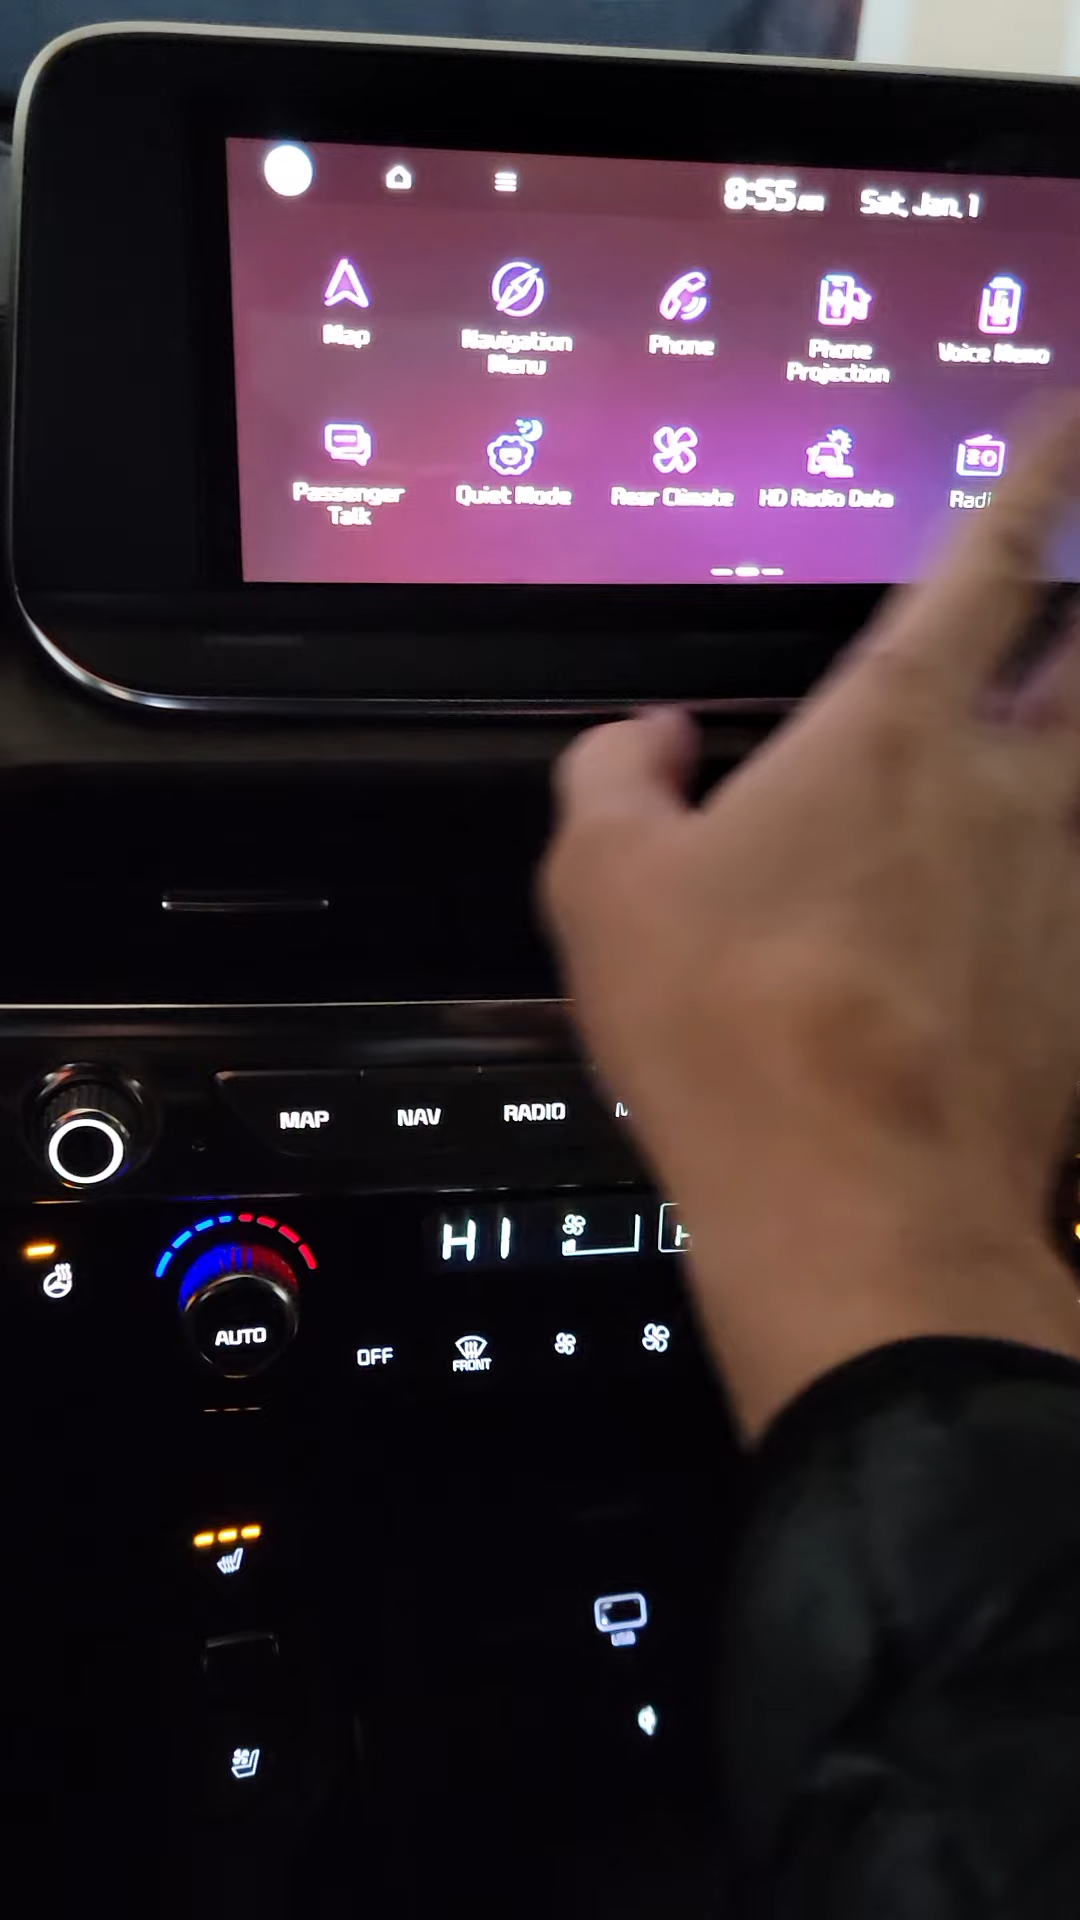 8:55 AM Sat, Jan. 1
Map
Navigation
Menu
Phone
Phone
Projection
Voice Memo
Passenger
Talk
Quiet Mode
Rear Climate
HD Radio Data
Radi
MAP NAV RADIO M
HI
AUTO
OFF
FRONT
USB